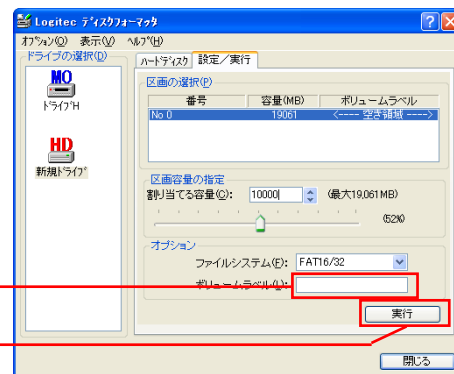 Logitec ﾃﾞｨｽｸﾌｫｰﾏｯﾀ
ｵﾌﾟｼｮﾝ(O) 表示(V) ﾍﾙﾌﾟ(H)
ドライブの選択(D)
MO
ﾄﾞﾗｲﾌﾞH
HD
新規ﾄﾞﾗｲﾌﾞ
ﾊｰﾄﾞﾃﾞｨｽｸ 設定／実行
区画の選択(P)
番号 容量(MB) ボリュームラベル
No 0 19061 <---- 空き領域 ---->
区画容量の指定
割り当てる容量(C): 10000 (最大19,061MB)
(52%)
オプション
ファイルシステム(F): FAT16/32
ボリュームラベル(L):
実行
閉じる